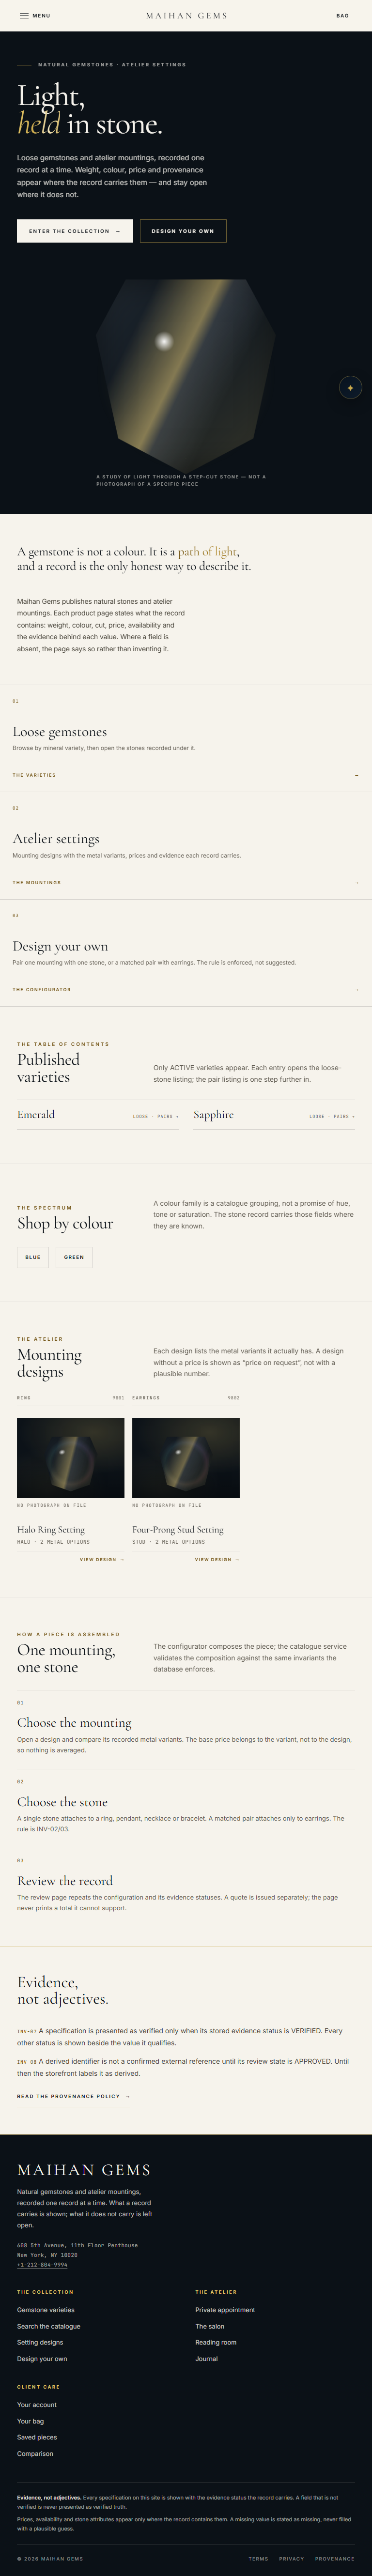 MENU
MAIHAN GEMS
BAG
NATURAL GEMSTONES · ATELIER SETTINGS
Light,
held in stone.
Loose gemstones and atelier mountings, recorded one
record at a time. Weight, colour, price and provenance
appear where the record carries them — and stay open
where it does not.
ENTER THE COLLECTION →
DESIGN YOUR OWN
A STUDY OF LIGHT THROUGH A STEP-CUT STONE — NOT A
PHOTOGRAPH OF A SPECIFIC PIECE
A gemstone is not a colour. It is a path of light,
and a record is the only honest way to describe it.
Maihan Gems publishes natural stones and atelier
mountings. Each product page states what the record
contains: weight, colour, cut, price, availability and
the evidence behind each value. Where a field is
absent, the page says so rather than inventing it.
01
Loose gemstones
Browse by mineral variety, then open the stones recorded under it.
THE VARIETIES →
02
Atelier settings
Mounting designs with the metal variants, prices and evidence each record carries.
THE MOUNTINGS →
03
Design your own
Pair one mounting with one stone, or a matched pair with earrings. The rule is enforced, not suggested.
THE CONFIGURATOR →
THE TABLE OF CONTENTS
Published
varieties
Only ACTIVE varieties appear. Each entry opens the loose-
stone listing; the pair listing is one step further in.
Emerald LOOSE · PAIRS →
Sapphire LOOSE · PAIRS →
THE SPECTRUM
Shop by colour
A colour family is a catalogue grouping, not a promise of hue,
tone or saturation. The stone record carries those fields where
they are known.
BLUE
GREEN
THE ATELIER
Mounting
designs
Each design lists the metal variants it actually has. A design
without a price is shown as “price on request”, not with a
plausible number.
RING 9001
EARRINGS 9002
NO PHOTOGRAPH ON FILE
NO PHOTOGRAPH ON FILE
Halo Ring Setting
Four-Prong Stud Setting
HALO · 2 METAL OPTIONS
STUD · 2 METAL OPTIONS
VIEW DESIGN →
VIEW DESIGN →
HOW A PIECE IS ASSEMBLED
One mounting,
one stone
The configurator composes the piece; the catalogue service
validates the composition against the same invariants the
database enforces.
01
Choose the mounting
Open a design and compare its recorded metal variants. The base price belongs to the variant, not to the design,
so nothing is averaged.
02
Choose the stone
A single stone attaches to a ring, pendant, necklace or bracelet. A matched pair attaches only to earrings. The
rule is INV-02/03.
03
Review the record
The review page repeats the configuration and its evidence statuses. A quote is issued separately; the page
never prints a total it cannot support.
Evidence,
not adjectives.
INV-07 A specification is presented as verified only when its stored evidence status is VERIFIED. Every
other status is shown beside the value it qualifies.
INV-08 A derived identifier is not a confirmed external reference until its review state is APPROVED. Until
then the storefront labels it as derived.
READ THE PROVENANCE POLICY →
MAIHAN GEMS
Natural gemstones and atelier mountings,
recorded one record at a time. What a record
carries is shown; what it does not carry is left
open.
608 5th Avenue, 11th Floor Penthouse
New York, NY 10020
+1-212-804-9994
THE COLLECTION
Gemstone varieties
Search the catalogue
Setting designs
Design your own
THE ATELIER
Private appointment
The salon
Reading room
Journal
CLIENT CARE
Your account
Your bag
Saved pieces
Comparison
Evidence, not adjectives. Every specification on this site is shown with the evidence status the record carries. A field that is not
verified is never presented as verified truth.
Prices, availability and stone attributes appear only where the record contains them. A missing value is stated as missing, never filled
with a plausible guess.
© 2026 MAIHAN GEMS
TERMS PRIVACY PROVENANCE